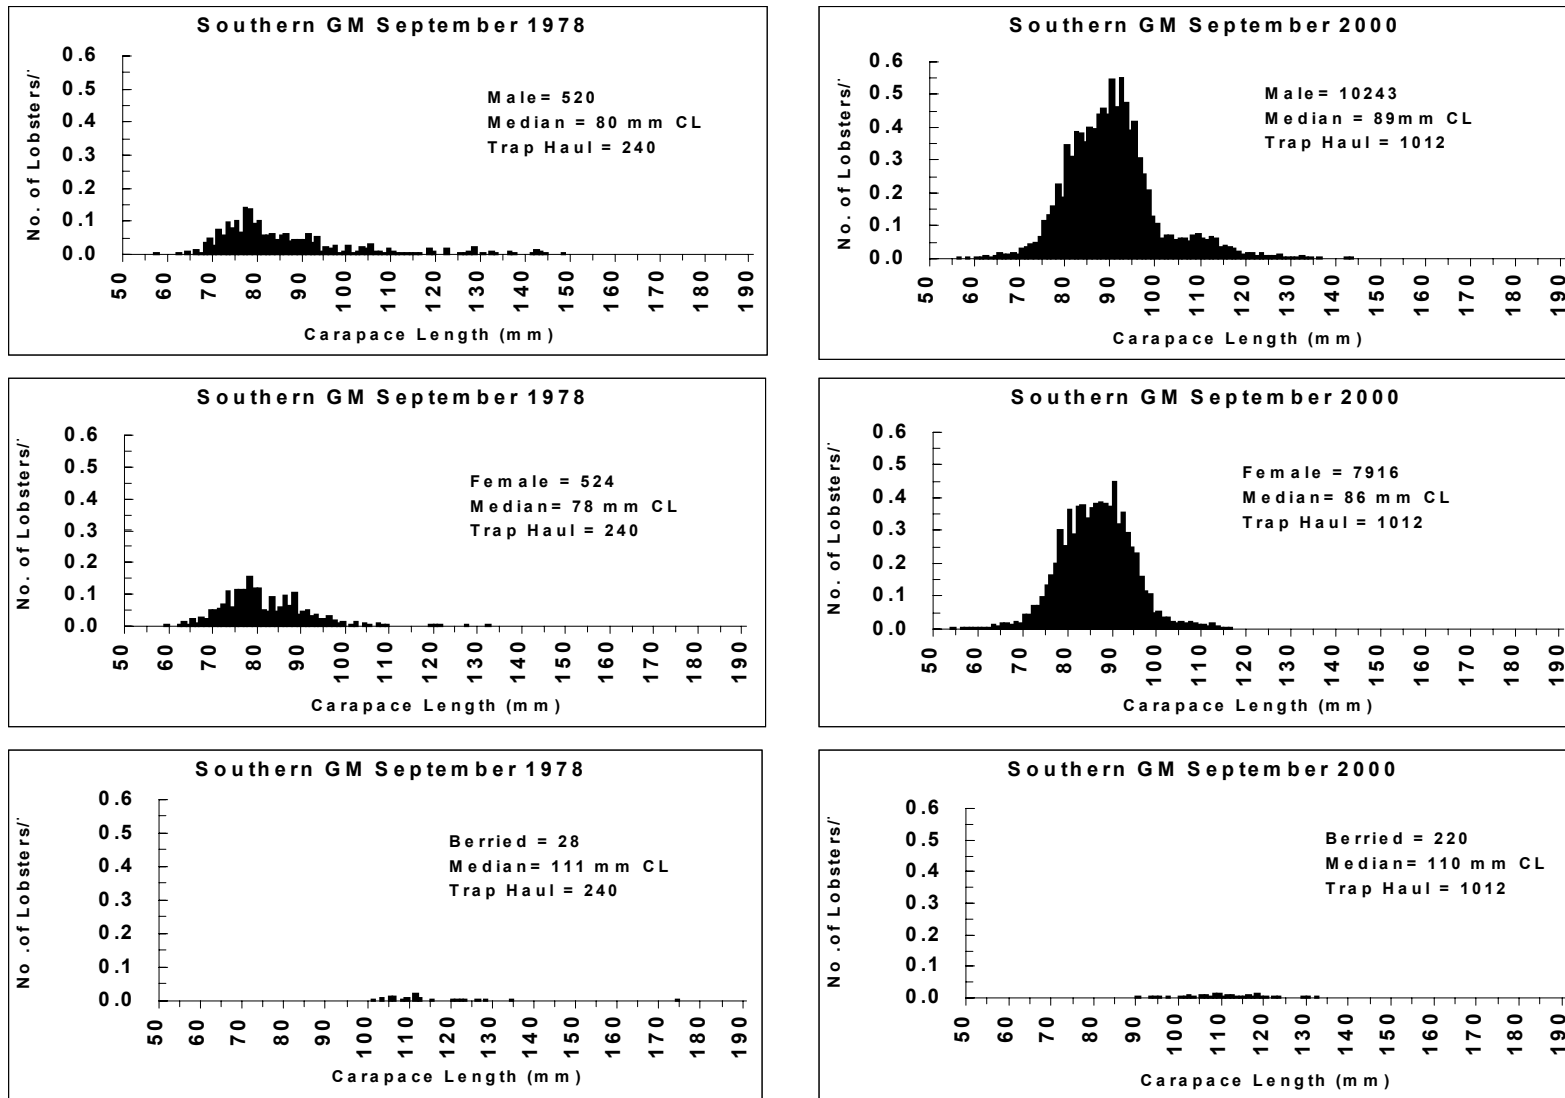 Southern GM September 1978
No. of Lobsters/
0.6
0.5
0.4
0.3
0.2
0.1
0.0
Male= 520
Median = 80 mm CL
Trap Haul = 240
50 60 70 80 90 100 110 120 130 140 150 160 170 180 190
Carapace Length (mm)
Southern GM September 2000
No. of Lobsters/
0.6
0.5
0.4
0.3
0.2
0.1
0.0
Male= 10243
Median = 89mm CL
Trap Haul = 1012
50 60 70 80 90 100 110 120 130 140 150 160 170 180 190
Carapace Length (mm)
Southern GM September 1978
No. of Lobsters/
0.6
0.5
0.4
0.3
0.2
0.1
0.0
Female = 524
Median= 78 mm CL
Trap Haul = 240
50 60 70 80 90 100 110 120 130 140 150 160 170 180 190
Carapace Length (mm)
Southern GM September 2000
No. of Lobsters/
0.6
0.5
0.4
0.3
0.2
0.1
0.0
Female = 7916
Median= 86 mm CL
Trap Haul = 1012
50 60 70 80 90 100 110 120 130 140 150 160 170 180 190
Carapace Length (mm)
Southern GM September 1978
No .of Lobsters/
0.6
0.5
0.4
0.3
0.2
0.1
0.0
Berried = 28
Median= 111 mm CL
Trap Haul = 240
50 60 70 80 90 100 110 120 130 140 150 160 170 180 190
Carapace Length (mm)
Southern GM September 2000
No .of Lobsters/
0.6
0.5
0.4
0.3
0.2
0.1
0.0
Berried = 220
Median= 110 mm CL
Trap Haul = 1012
50 60 70 80 90 100 110 120 130 140 150 160 170 180 190
Carapace Length (mm)